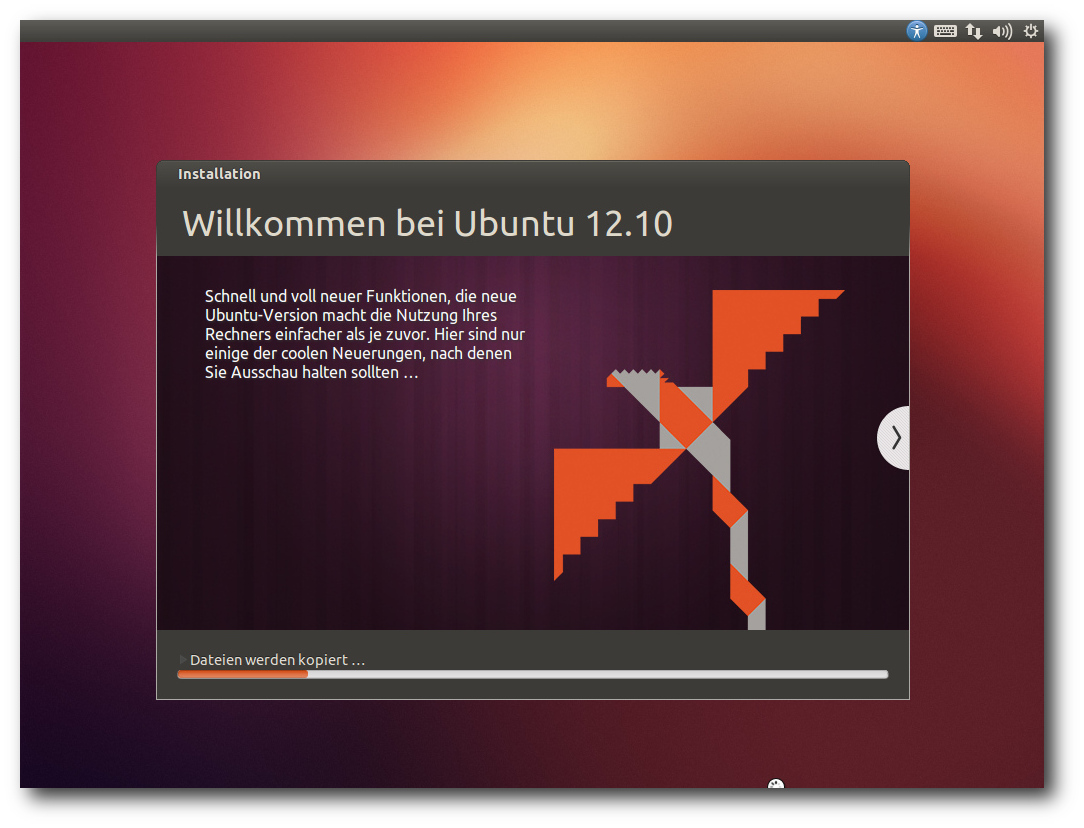 Installation
Willkommen bei Ubuntu 12.10
Schnell und voll neuer Funktionen, die neue
Ubuntu-Version macht die Nutzung Ihres
Rechners einfacher als je zuvor. Hier sind nur
einige der coolen Neuerungen, nach denen
Sie Ausschau halten sollten …
Dateien werden kopiert …